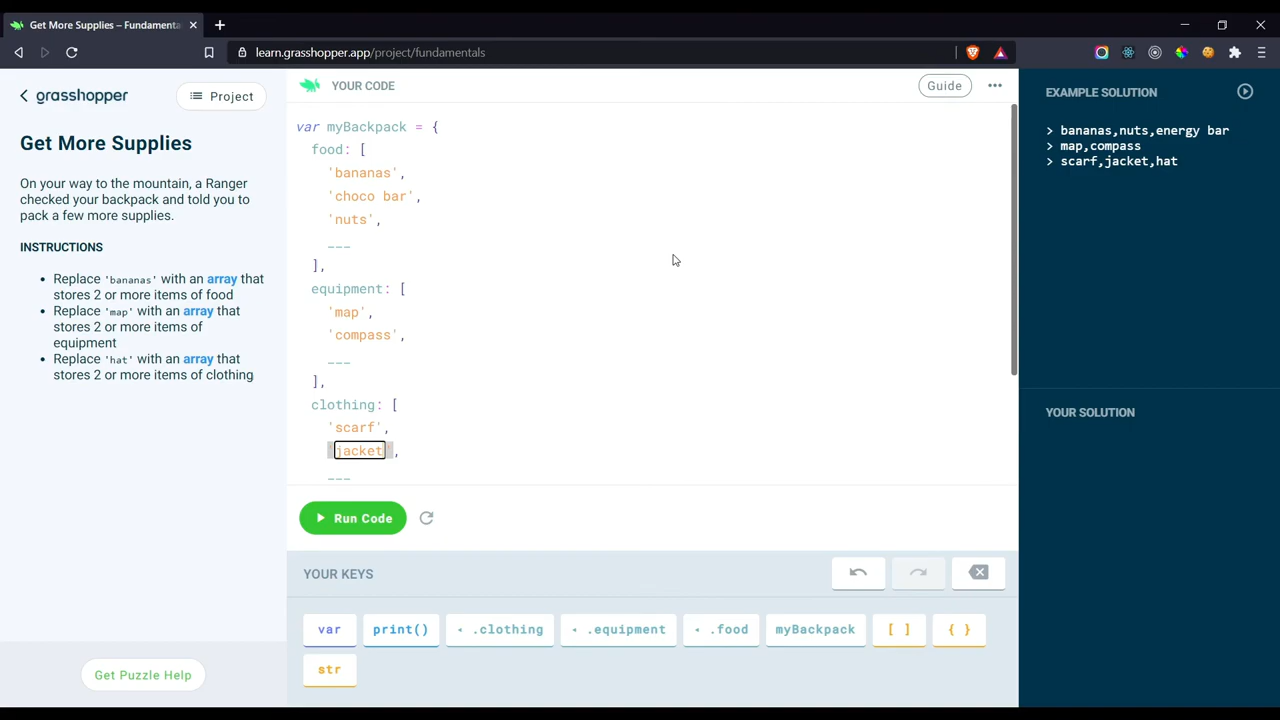 Get More Supplies – Fundamenta
learn.grasshopper.app/project/fundamentals
grasshopper
Project
Get More Supplies
On your way to the mountain, a Ranger
checked your backpack and told you to
pack a few more supplies.
INSTRUCTIONS
• Replace 'bananas' with an array that
stores 2 or more items of food
• Replace 'map' with an array that
stores 2 or more items of
equipment
• Replace 'hat' with an array that
stores 2 or more items of clothing
Get Puzzle Help
YOUR CODE
Guide
var myBackpack = {
food: [
'bananas',
'choco bar',
'nuts',
___
],
equipment: [
'map',
'compass',
___
],
clothing: [
'scarf',
'jacket',
___
Run Code
YOUR KEYS
var
print()
.clothing
.equipment
.food
myBackpack
[ ]
{ }
str
EXAMPLE SOLUTION
> bananas,nuts,energy bar
> map,compass
> scarf,jacket,hat
YOUR SOLUTION